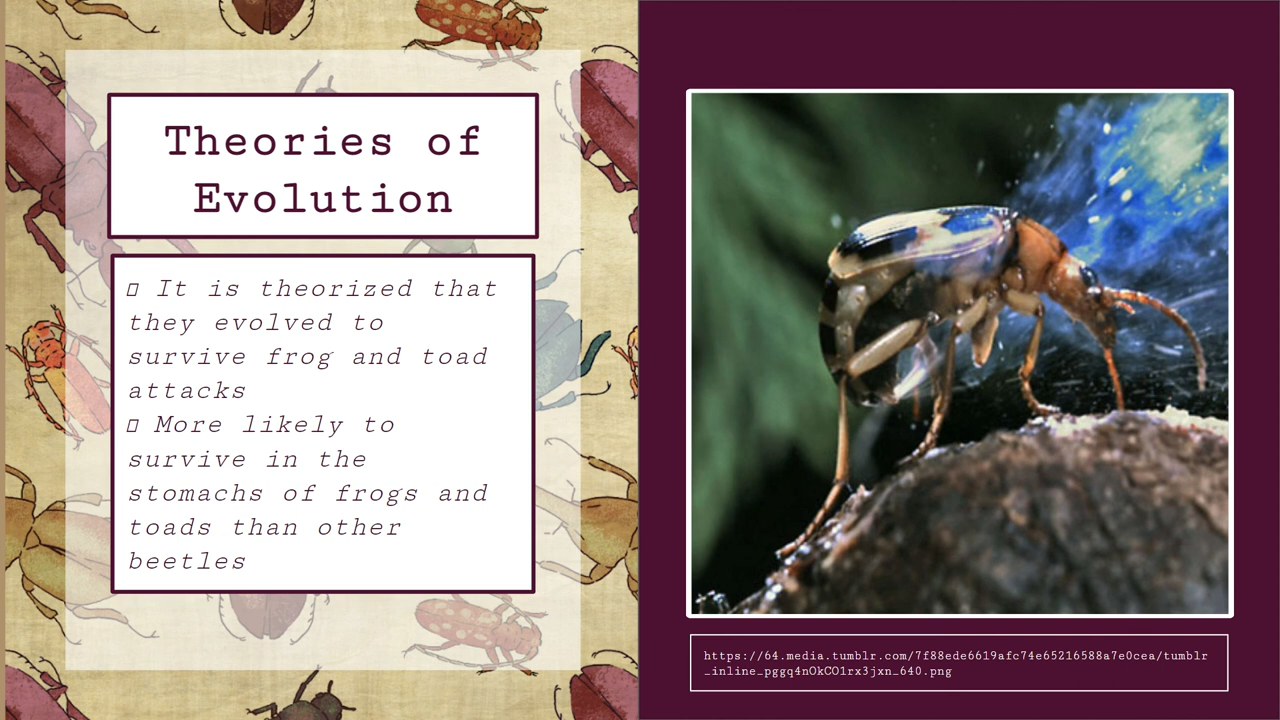 Theories of
Evolution
▯ It is theorized that
they evolved to
survive frog and toad
attacks
▯ More likely to
survive in the
stomachs of frogs and
toads than other
beetles
https://64.media.tumblr.com/7f88ede6619afc74e65216588a7e0cea/tumblr
_inline_pggq4nOkCO1rx3jxn_640.png